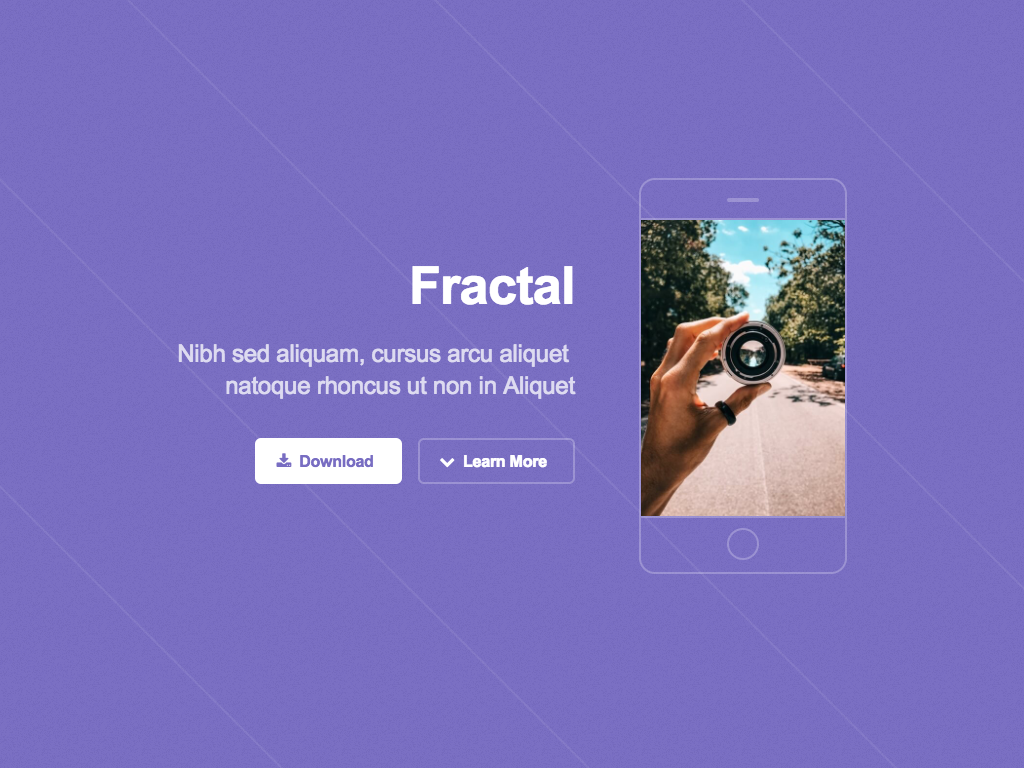 Fractal
Nibh sed aliquam, cursus arcu aliquet
natoque rhoncus ut non in Aliquet
Download
Learn More